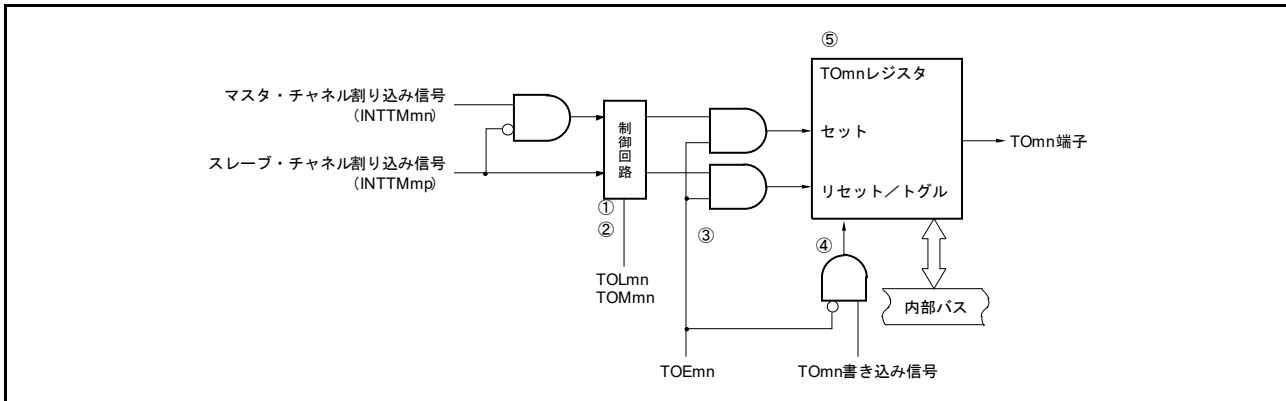 ⑤
TOmnレジスタ
マスタ・チャネル割り込み信号
(INTTMmn)
制御回路
セット
TOmn端子
スレーブ・チャネル割り込み信号
(INTTMmp)
リセット／トグル
①
②
③
④
TOLmn
TOMmn
内部バス
TOEmn
TOmn書き込み信号